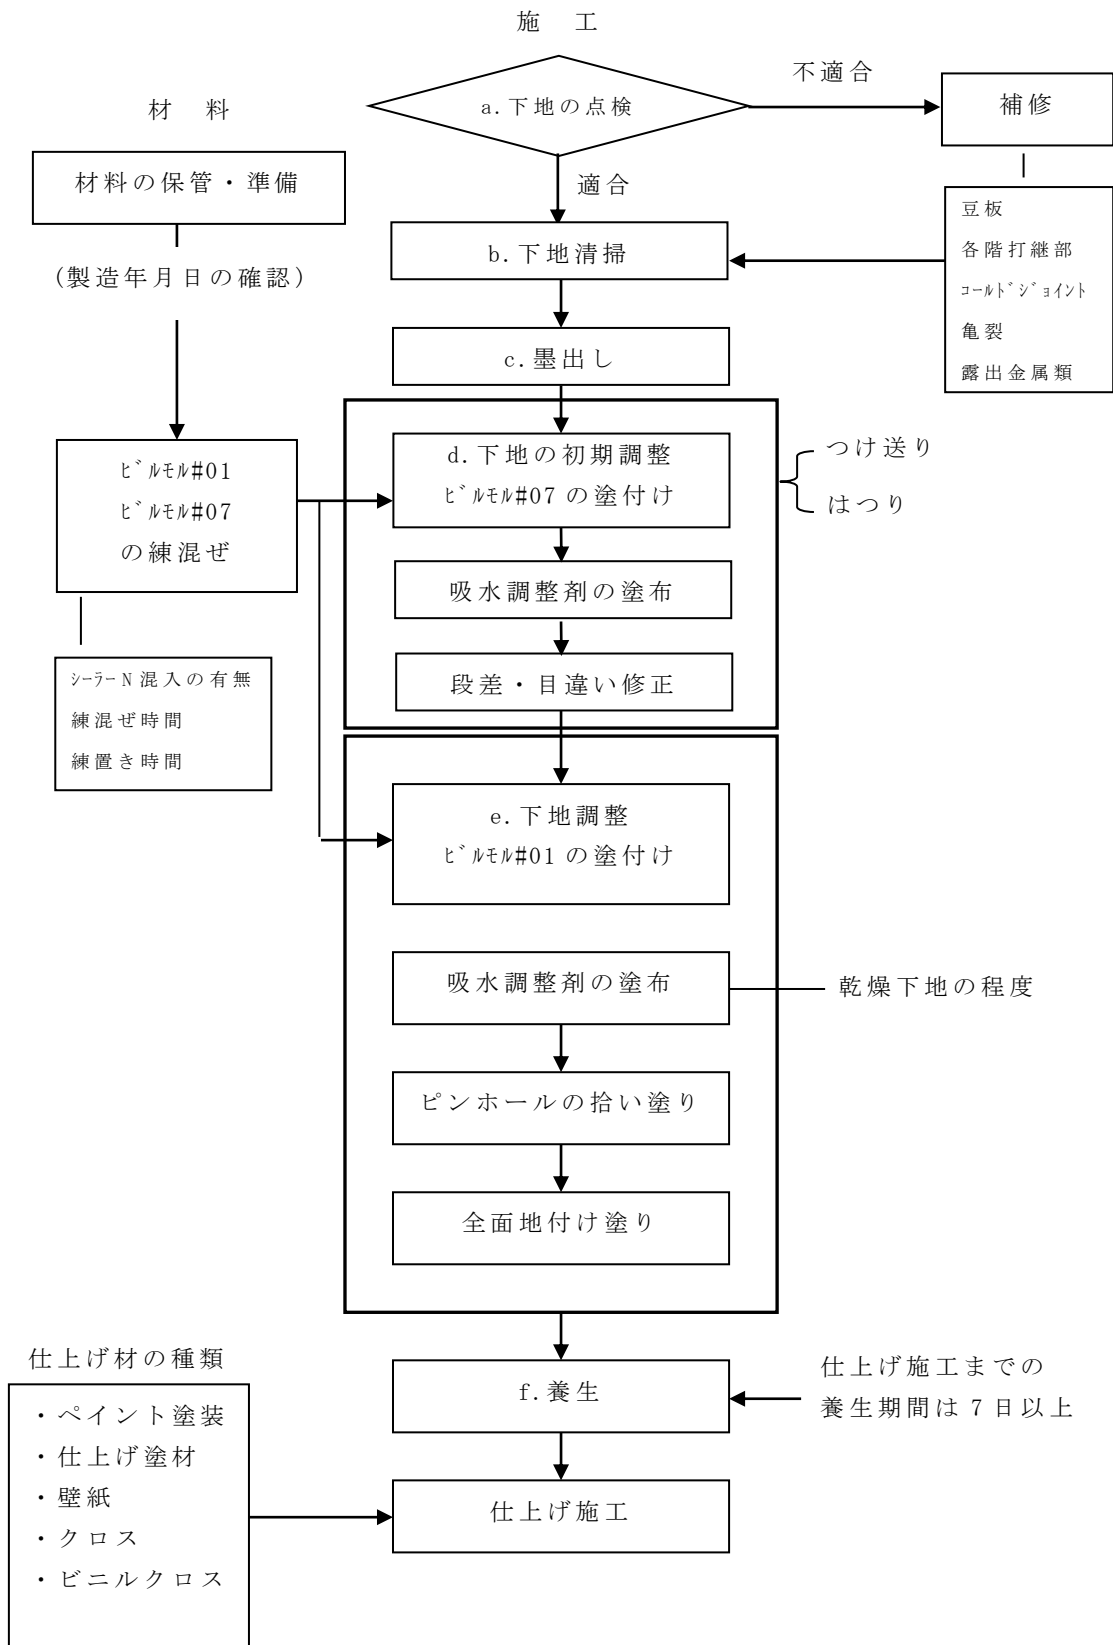 施　工
a.下地の点検
不適合
補修
材　料
材料の保管・準備
適合
豆板
各階打継部
ｺｰﾙﾄﾞｼﾞｮｲﾝﾄ
亀裂
露出金属類
b.下地清掃
(製造年月日の確認)
c.墨出し
ﾋﾞﾙﾓﾙ#01
ﾋﾞﾙﾓﾙ#07
の練混ぜ
d.下地の初期調整
ﾋﾞﾙﾓﾙ#07の塗付け
つけ送り
はつり
吸水調整剤の塗布
段差・目違い修正
ｼｰﾗｰN混入の有無
練混ぜ時間
練置き時間
e.下地調整
ﾋﾞﾙﾓﾙ#01の塗付け
吸水調整剤の塗布
乾燥下地の程度
ピンホールの拾い塗り
全面地付け塗り
仕上げ材の種類
・ペイント塗装
・仕上げ塗材
・壁紙
・クロス
・ビニルクロス
f.養生
仕上げ施工までの
養生期間は7日以上
仕上げ施工